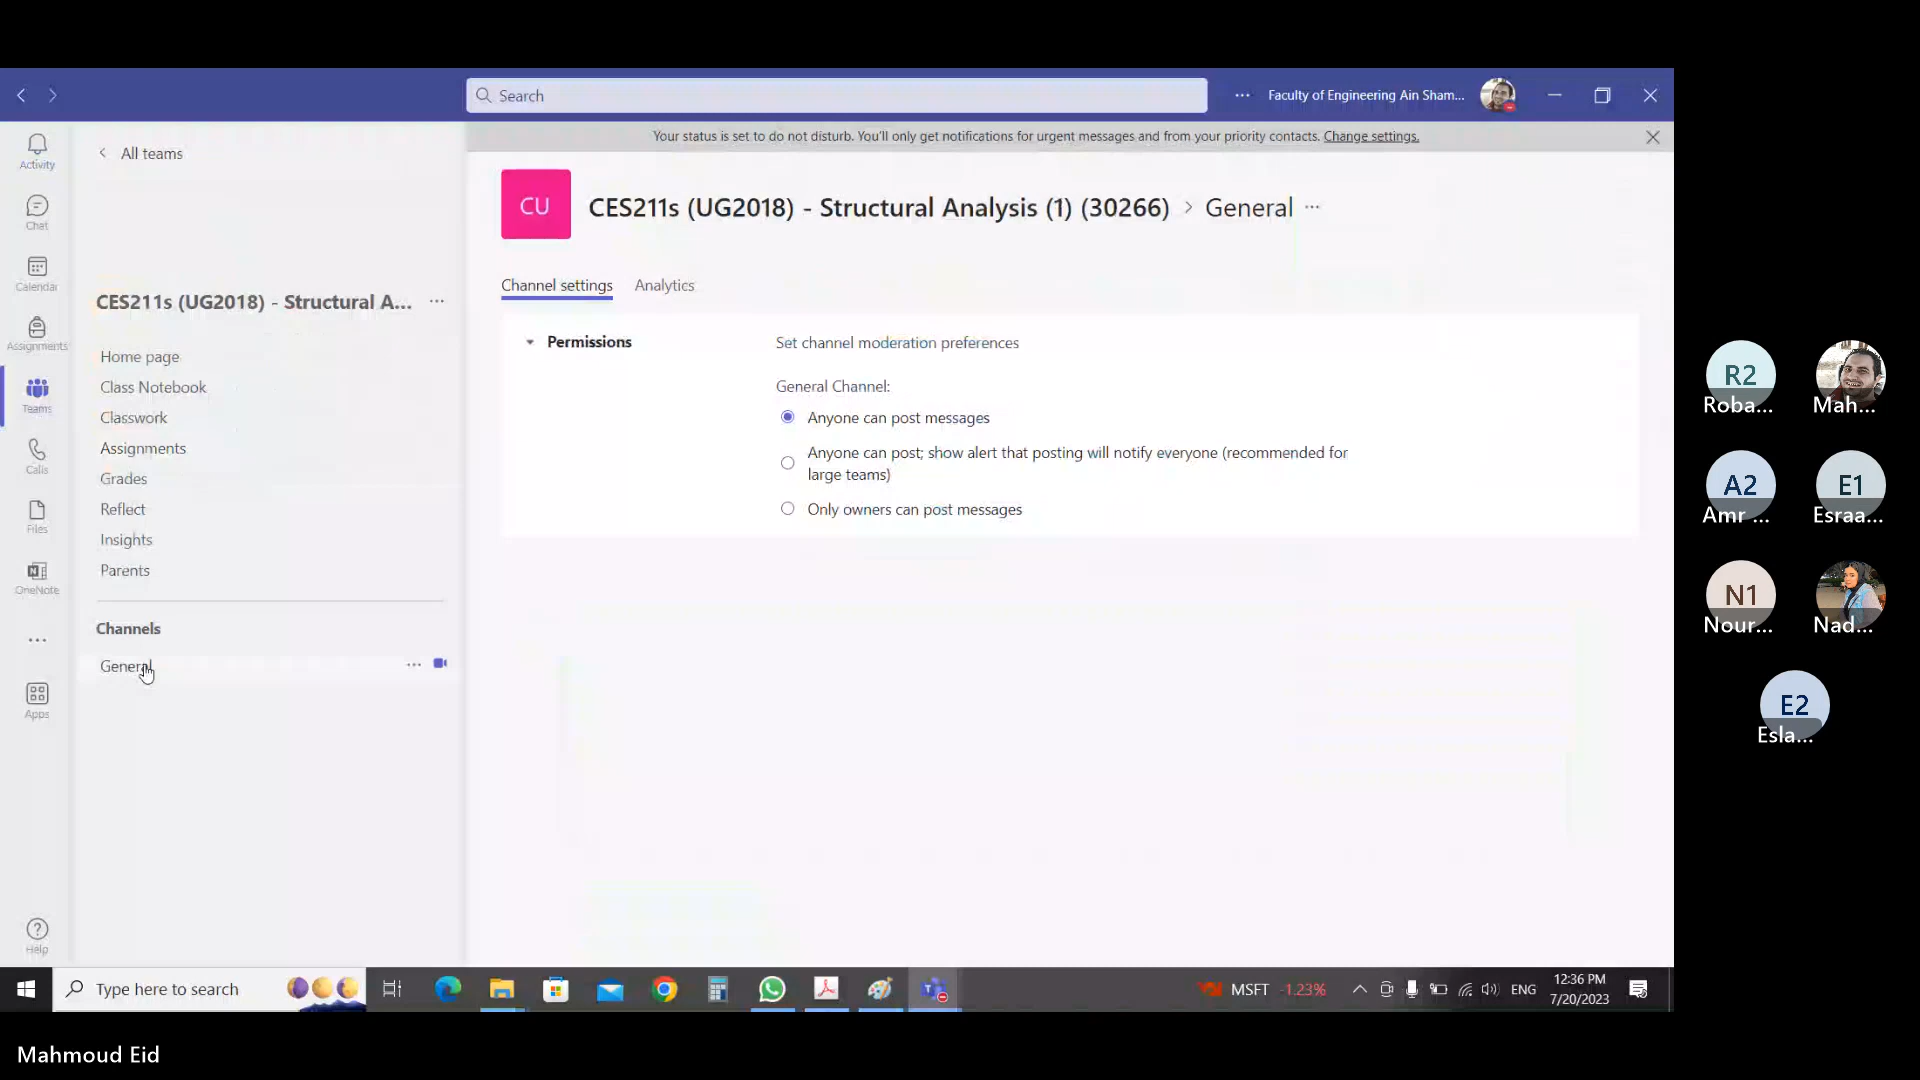 Search
Faculty of Engineering Ain Sham...
Your status is set to do not disturb. You'll only get notifications for urgent messages and from your priority contacts. Change settings.
Activity
Chat
Calendar
Assignments
Teams
Calls
Files
OneNote
Apps
Help
All teams
CES211s (UG2018) - Structural A...
Home page
Class Notebook
Classwork
Assignments
Grades
Reflect
Insights
Parents
Channels
General
CU
CES211s (UG2018) - Structural Analysis (1) (30266) > General
Channel settings
Analytics
Permissions
Set channel moderation preferences
General Channel:
Anyone can post messages
Anyone can post; show alert that posting will notify everyone (recommended for
large teams)
Only owners can post messages
R2
Roba...
Mah...
A2
Amr ...
E1
Esraa...
N1
Nour...
Nad...
E2
Esla...
Type here to search
MSFT -1.23%
ENG
12:36 PM
7/20/2023
Mahmoud Eid